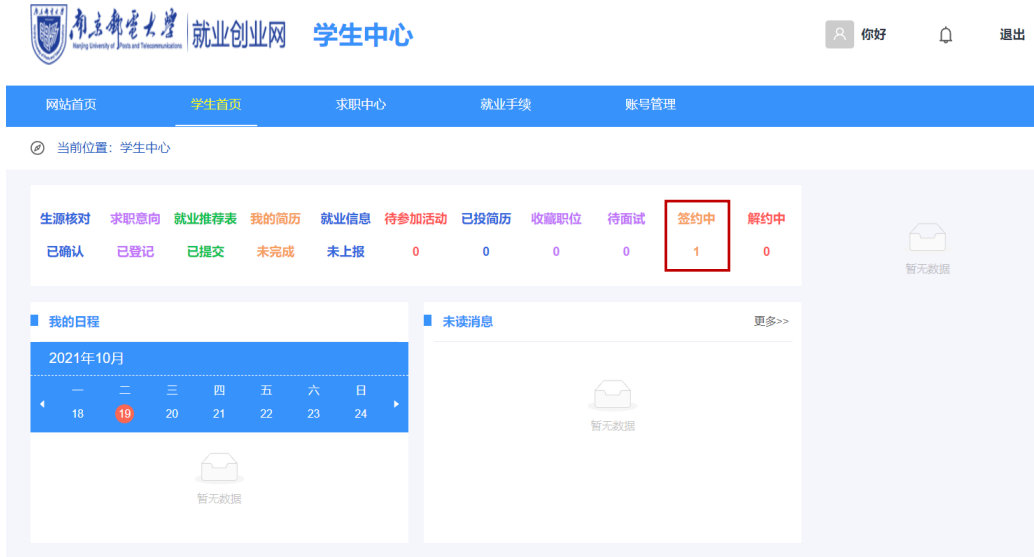 南京邮电大学 就业创业网 学生中心 你好 退出
Nanjing University of Posts and Telecommunications
网站首页 学生首页 求职中心 就业手续 账号管理
当前位置：学生中心
生源核对 求职意向 就业推荐表 我的简历 就业信息 待参加活动 已投简历 收藏职位 待面试 签约中 解约中
已确认 已登记 已提交 未完成 未上报 0 0 0 0 1 0
暂无数据
我的日程
2021年10月
一 二 三 四 五 六 日
18 19 20 21 22 23 24
暂无数据
未读消息 更多>>
暂无数据